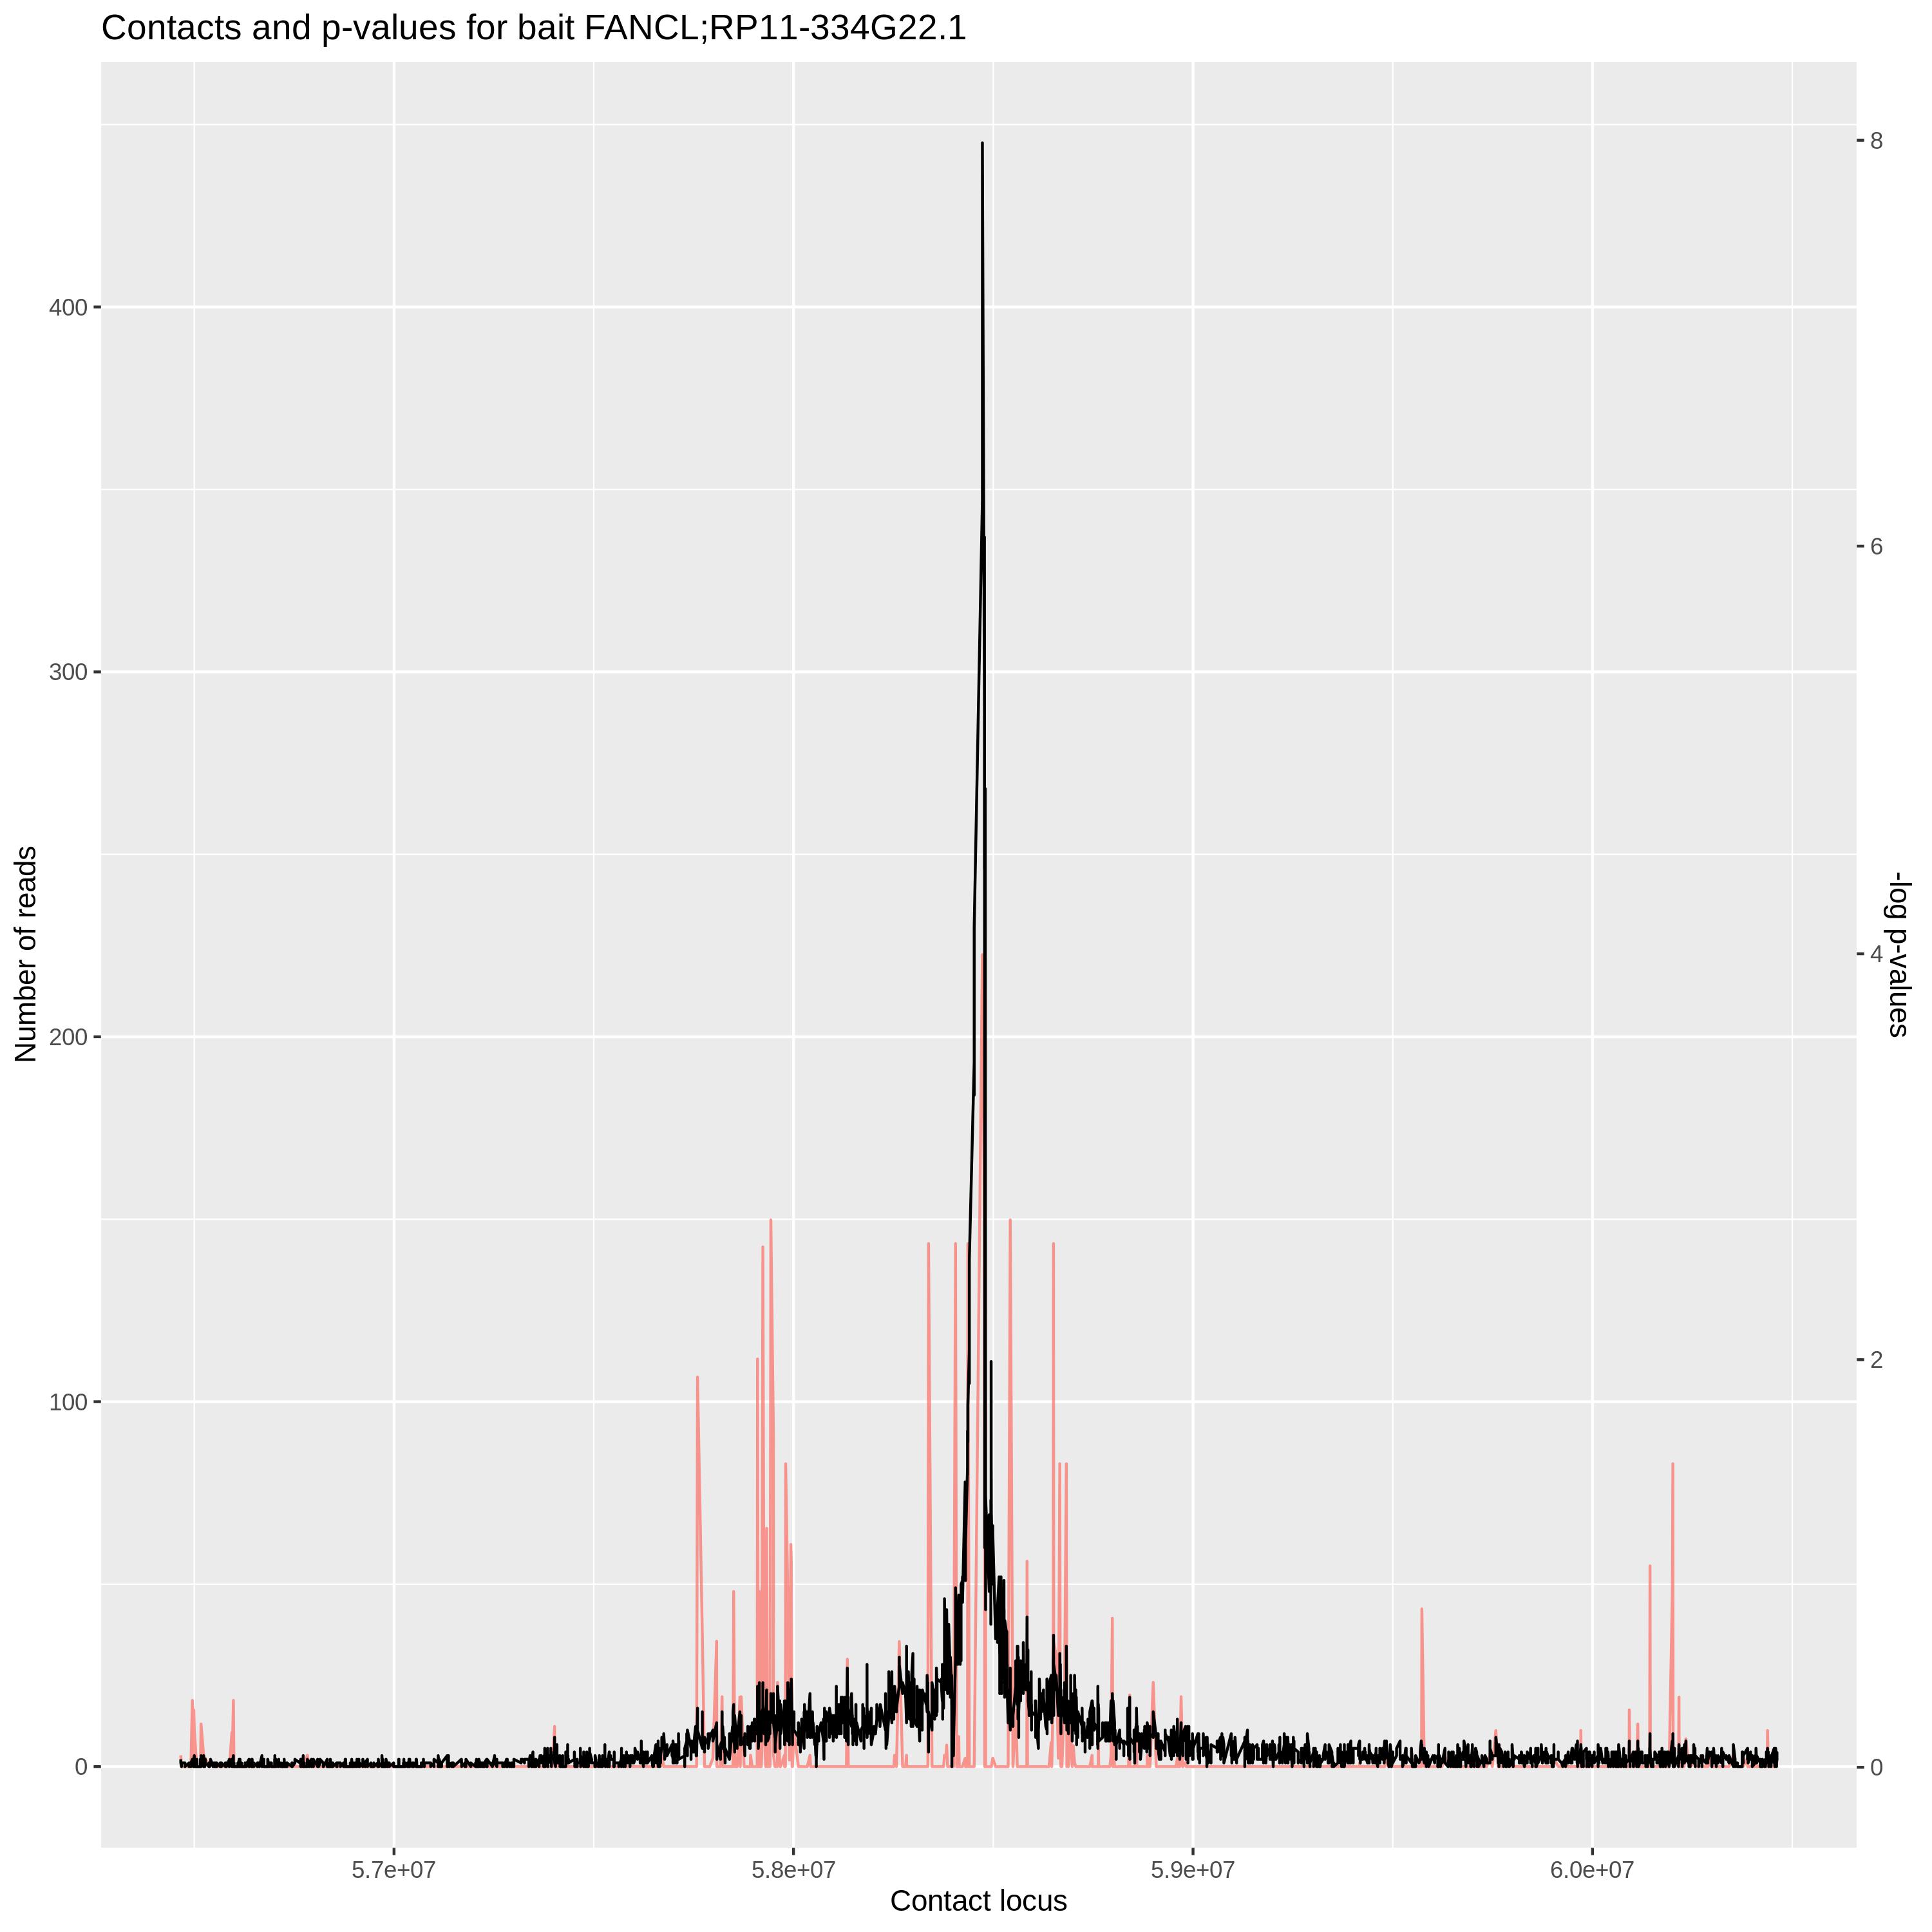 Contacts and p-values for bait FANCL;RP11-334G22.1
Number of reads
400
300
200
100
0
8
6
4
2
0
-log p-values
5.7e+07
5.8e+07
5.9e+07
6.0e+07
Contact locus